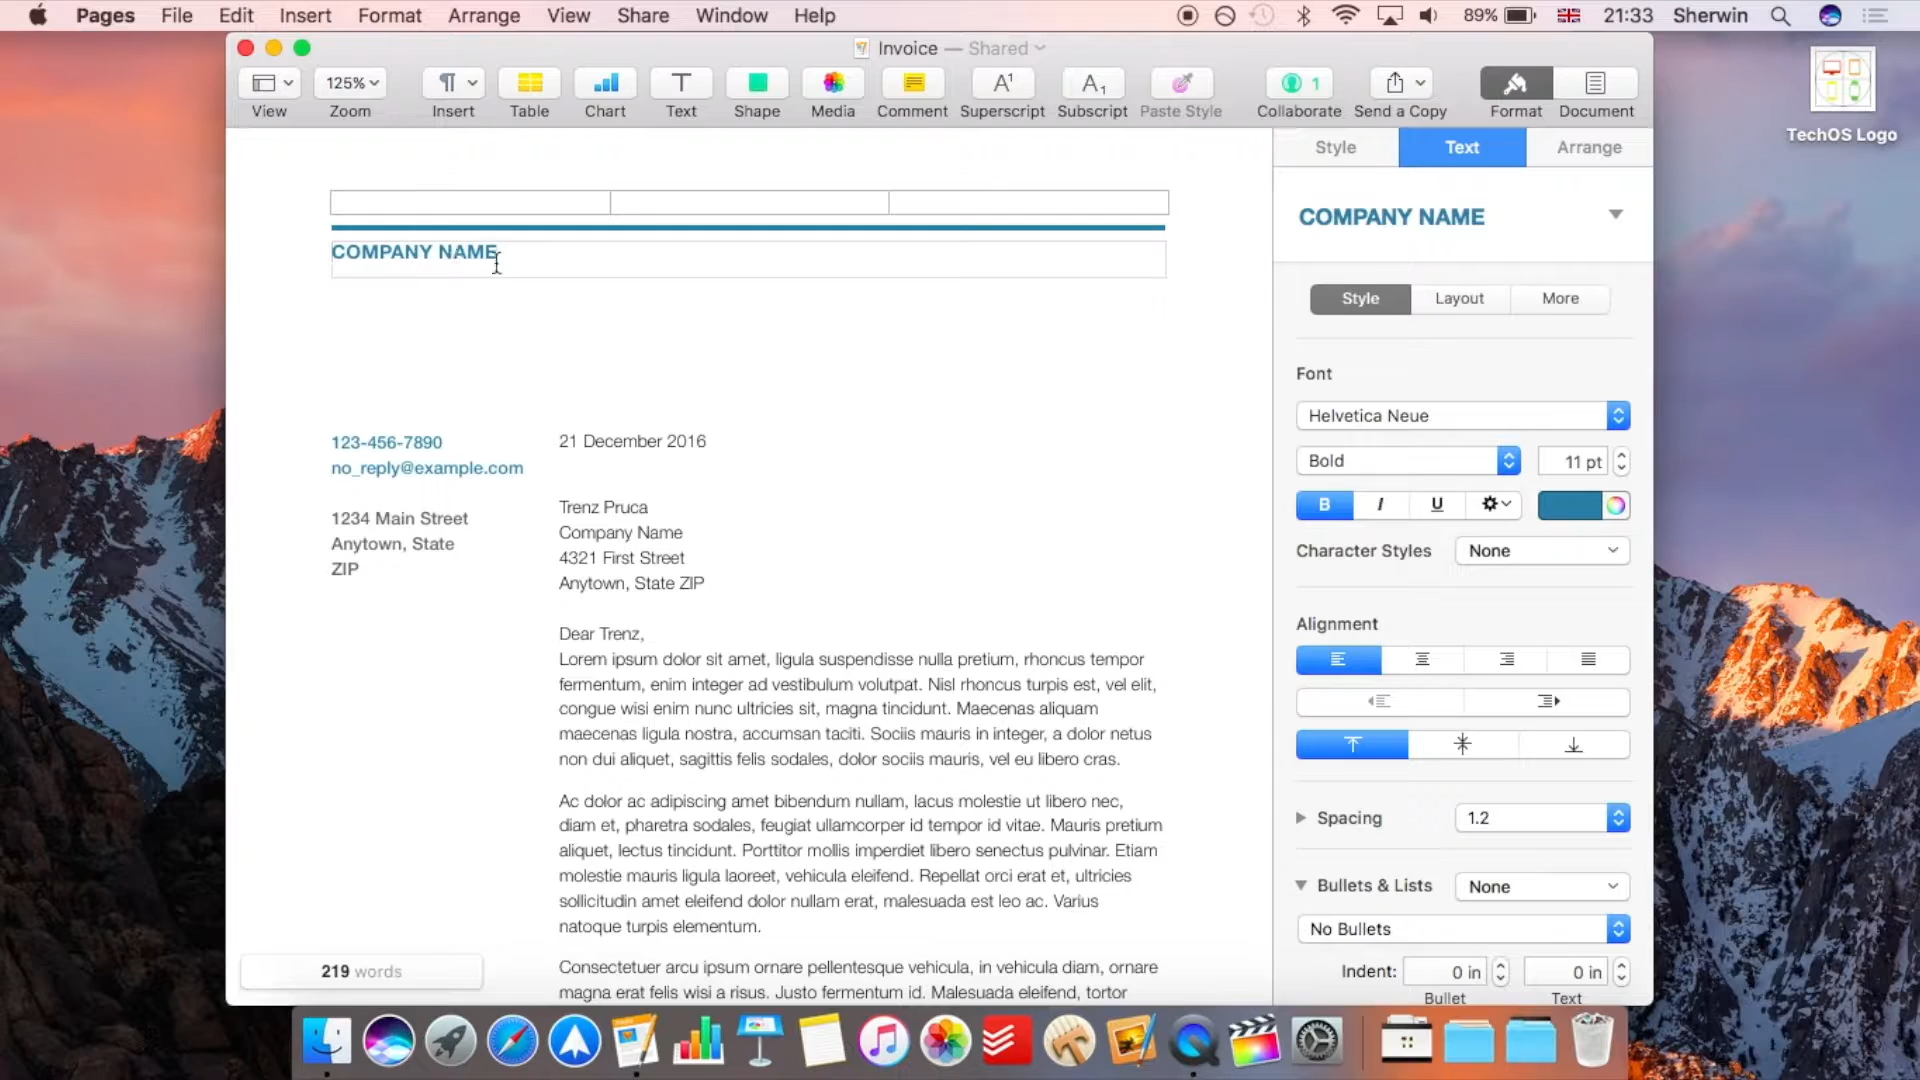 Pages File Edit Insert Format Arrange View Share Window Help 89% 21:33 Sherwin
Invoice — Shared
125% 1
View Zoom Insert Table Chart Text Shape Media Comment Superscript Subscript Paste Style Collaborate Send a Copy Format Document
TechOS Logo
Style Text Arrange
COMPANY NAME
COMPANY NAME
Style Layout More
Font
Helvetica Neue
Bold 11 pt
B I U
Character Styles None
Alignment
Spacing 1.2
Bullets & Lists None
No Bullets
Indent: 0 in 0 in
Bullet Text
123-456-7890
no_reply@example.com
1234 Main Street
Anytown, State
ZIP
21 December 2016
Trenz Pruca
Company Name
4321 First Street
Anytown, State ZIP
Dear Trenz,
Lorem ipsum dolor sit amet, ligula suspendisse nulla pretium, rhoncus tempor
fermentum, enim integer ad vestibulum volutpat. Nisl rhoncus turpis est, vel elit,
congue wisi enim nunc ultricies sit, magna tincidunt. Maecenas aliquam
maecenas ligula nostra, accumsan taciti. Sociis mauris in integer, a dolor netus
non dui aliquet, sagittis felis sodales, dolor sociis mauris, vel eu libero cras.
Ac dolor ac adipiscing amet bibendum nullam, lacus molestie ut libero nec,
diam et, pharetra sodales, feugiat ullamcorper id tempor id vitae. Mauris pretium
aliquet, lectus tincidunt. Porttitor mollis imperdiet libero senectus pulvinar. Etiam
molestie mauris ligula laoreet, vehicula eleifend. Repellat orci erat et, ultricies
sollicitudin amet eleifend dolor nullam erat, malesuada est leo ac. Varius
natoque turpis elementum.
Consectetuer arcu ipsum ornare pellentesque vehicula, in vehicula diam, ornare
magna erat felis wisi a risus. Justo fermentum id. Malesuada eleifend, tortor
219 words